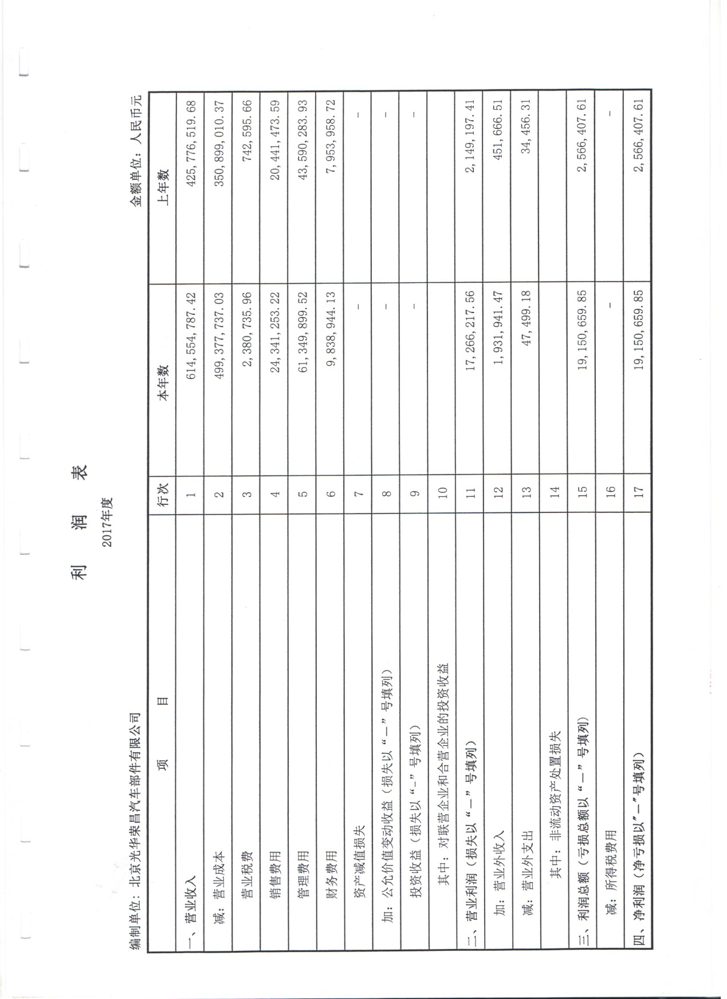 利 润 表
2017年度
编制单位：北京光华荣昌汽车部件有限公司 金额单位：人民币元
项 目 行次 本年数 上年数
一、营业收入 1 614,554,787.42 425,776,519.68
减：营业成本 2 499,377,737.03 350,899,010.37
营业税费 3 2,380,735.96 742,595.66
销售费用 4 24,341,253.22 20,441,473.59
管理费用 5 61,349,899.52 43,590,283.93
财务费用 6 9,838,944.13 7,953,958.72
资产减值损失 7 - -
加：公允价值变动收益（损失以“—”号填列） 8 - -
投资收益（损失以“-”号填列） 9 - -
其中：对联营企业和合营企业的投资收益 10
二、营业利润（损失以“—”号填列） 11 17,266,217.56 2,149,197.41
加：营业外收入 12 1,931,941.47 451,666.51
减：营业外支出 13 47,499.18 34,456.31
其中：非流动资产处置损失 14
三、利润总额（亏损总额以“—”号填列） 15 19,150,659.85 2,566,407.61
减：所得税费用 16 - -
四、净利润（净亏损以"—"号填列） 17 19,150,659.85 2,566,407.61